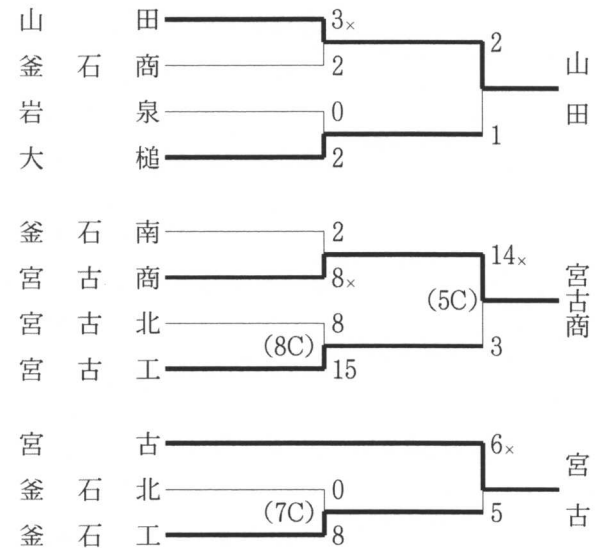 山田 3× 2 山田
釜石商 2
岩泉 0 1
大槌 2
釜石南 2 14× 宮古商
宮古商 8× (5C)
宮古北 8 (8C) 3
宮古工 15
宮古 6× 宮古
釜石北 0 (7C) 5
釜石工 8